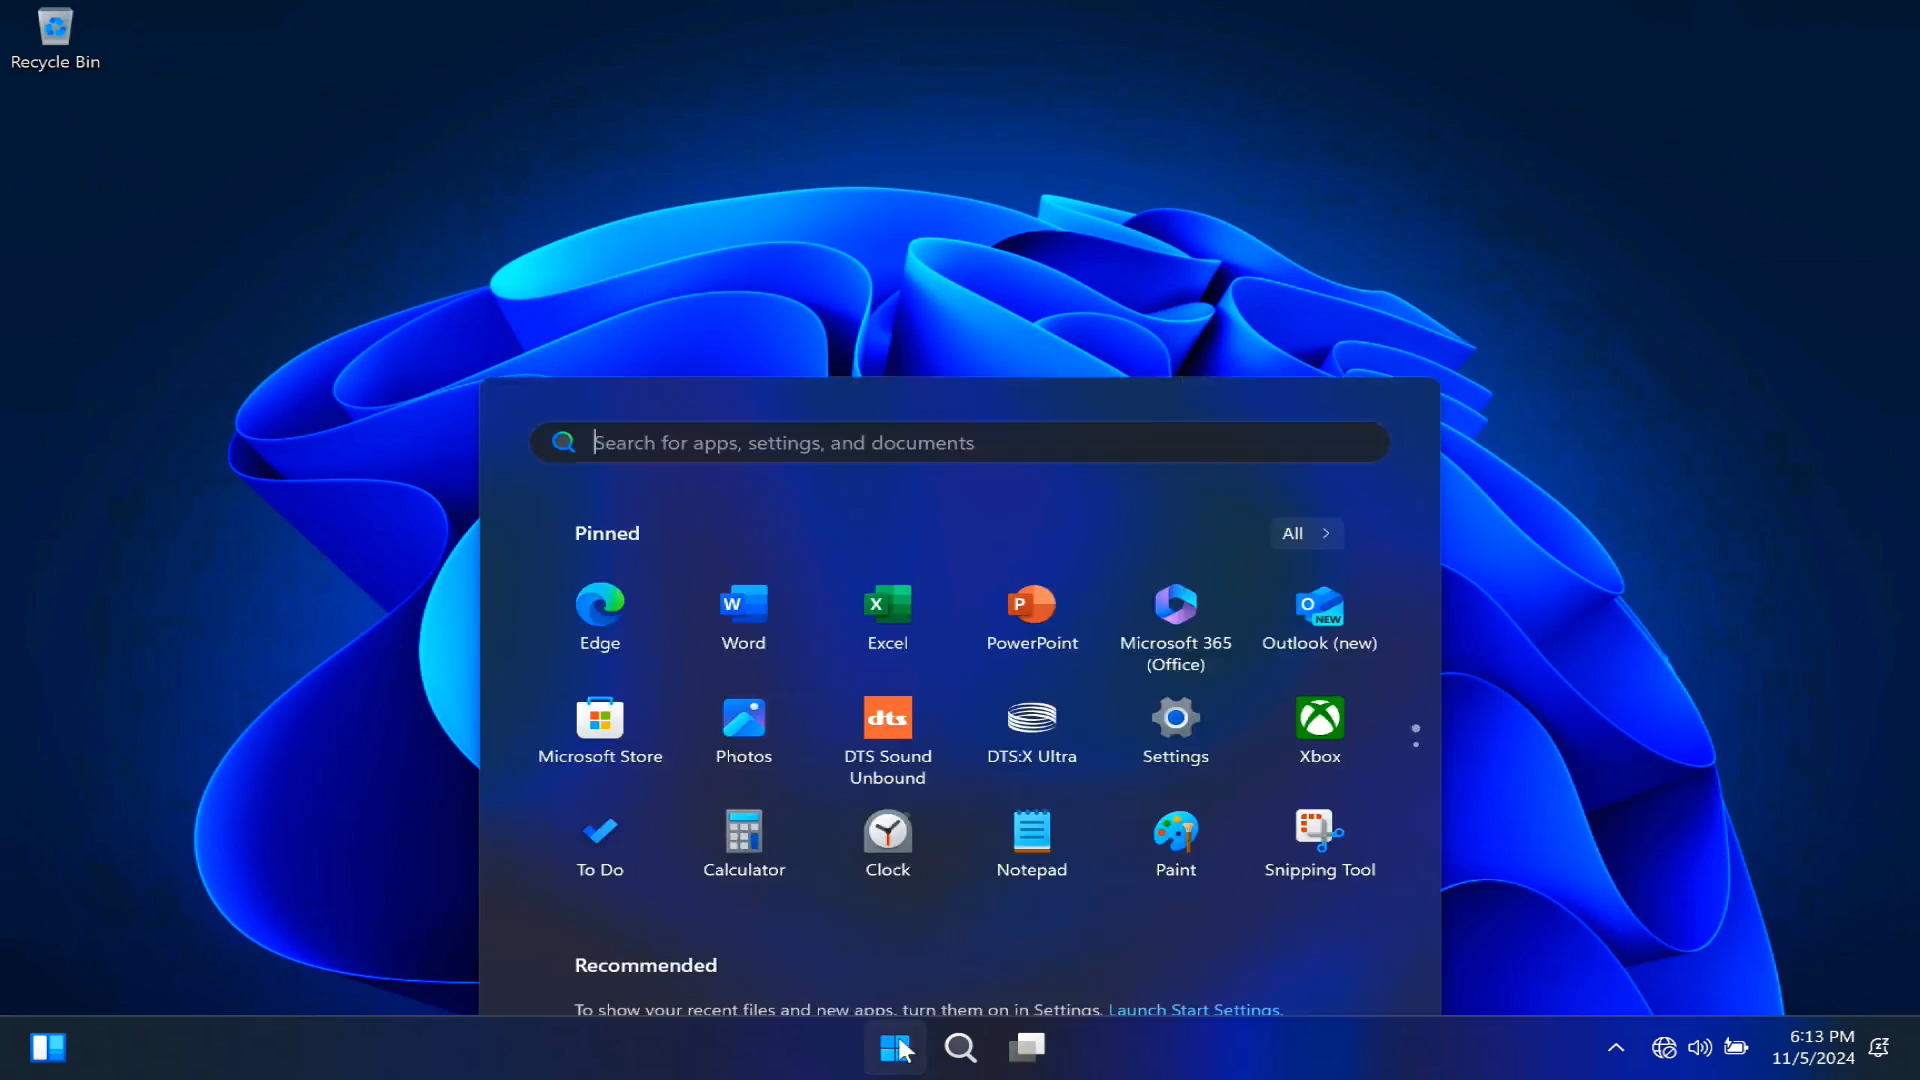 Recycle Bin
Search for apps, settings, and documents
Pinned
All
Edge
W
Word
X
Excel
P
PowerPoint
Microsoft 365
(Office)
O
NEW
Outlook (new)
Microsoft Store
Photos
dts
DTS Sound
Unbound
DTS:X Ultra
Settings
Xbox
To Do
Calculator
Clock
Notepad
Paint
Snipping Tool
Recommended
To show your recent files and new apps, turn them on in Settings. Launch Start Settings.
6:13 PM
11/5/2024